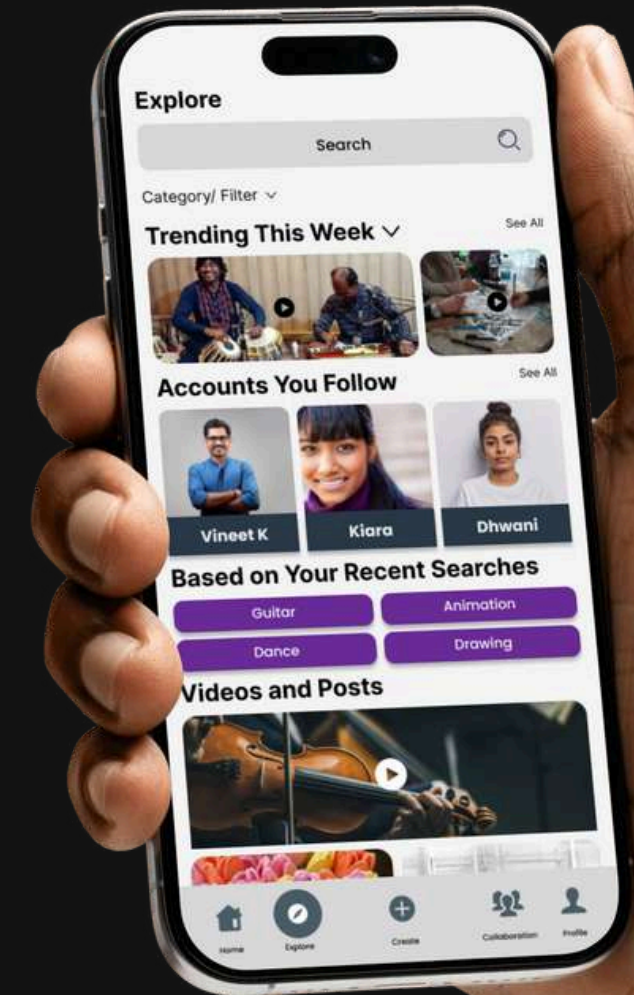 Explore
Search
Category/ Filter
Trending This Week
See All
Accounts You Follow
See All
Vineet K
Kiara
Dhwani
Based on Your Recent Searches
Guitar
Animation
Dance
Drawing
Videos and Posts
Home
Explore
Create
Collaboration
Profile